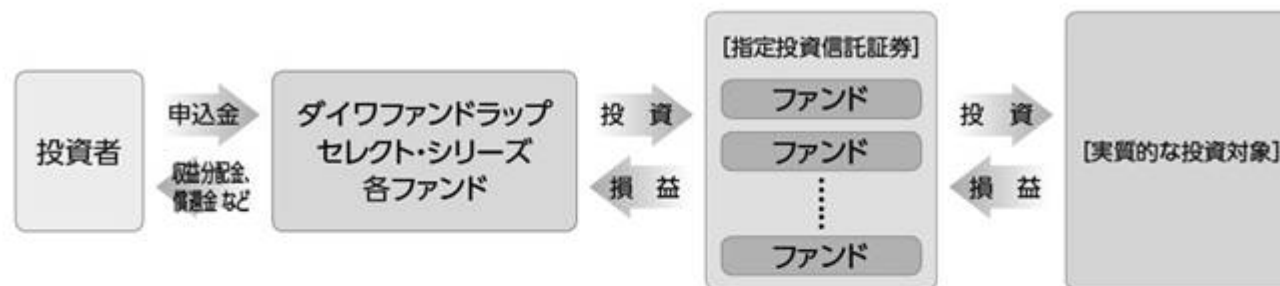 投資者
申込金
収益分配金、
償還金 など
ダイワファンドラップ
セレクト・シリーズ
各ファンド
投 資
損 益
[指定投資信託証券]
ファンド
ファンド
ファンド
投 資
損 益
[実質的な投資対象]